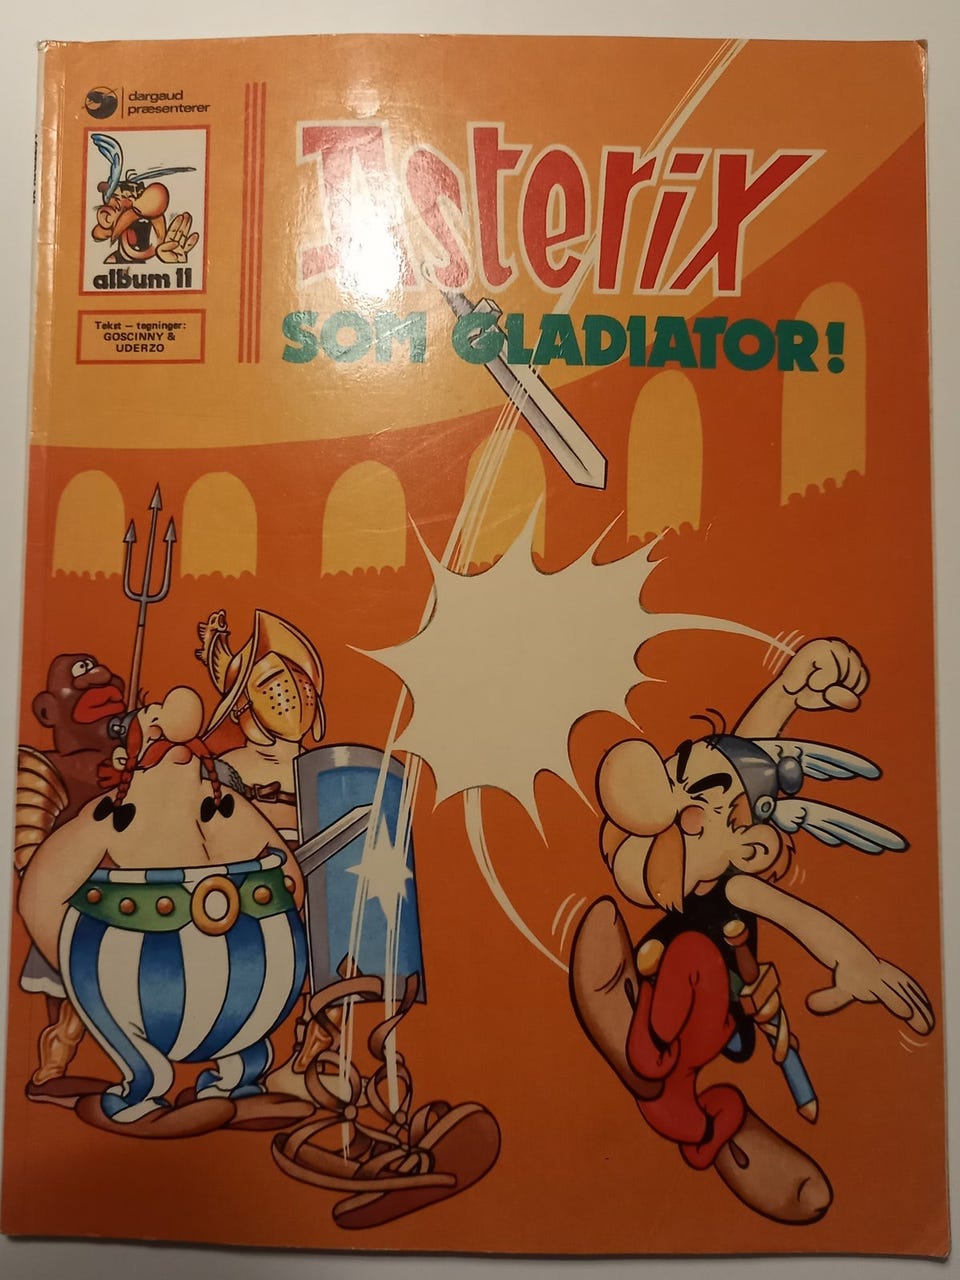 dargaud
præsenterer
album 11
Tekst – tegninger:
GOSCINNY &
UDERZO
Asterix
SOM GLADIATOR!